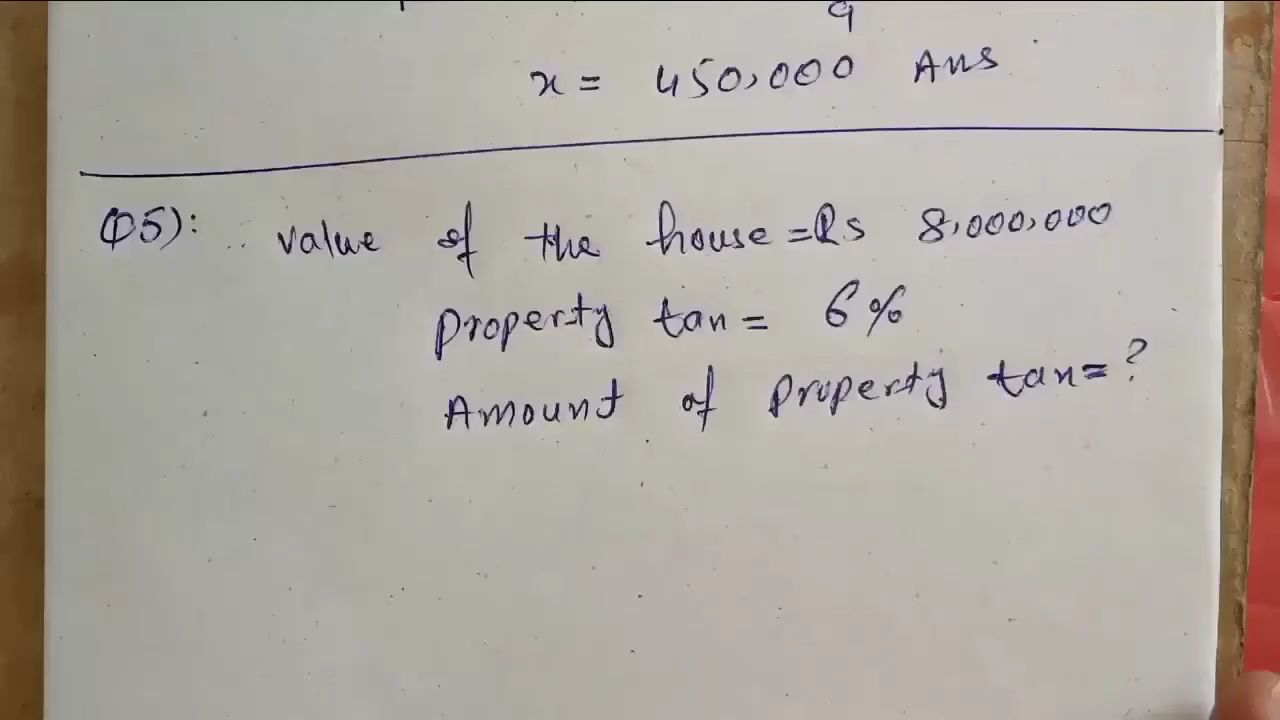 9
x = 450,000 Ans
Q5): value of the house = Rs 8,000,000
Property tax = 6%
Amount of Property tax = ?